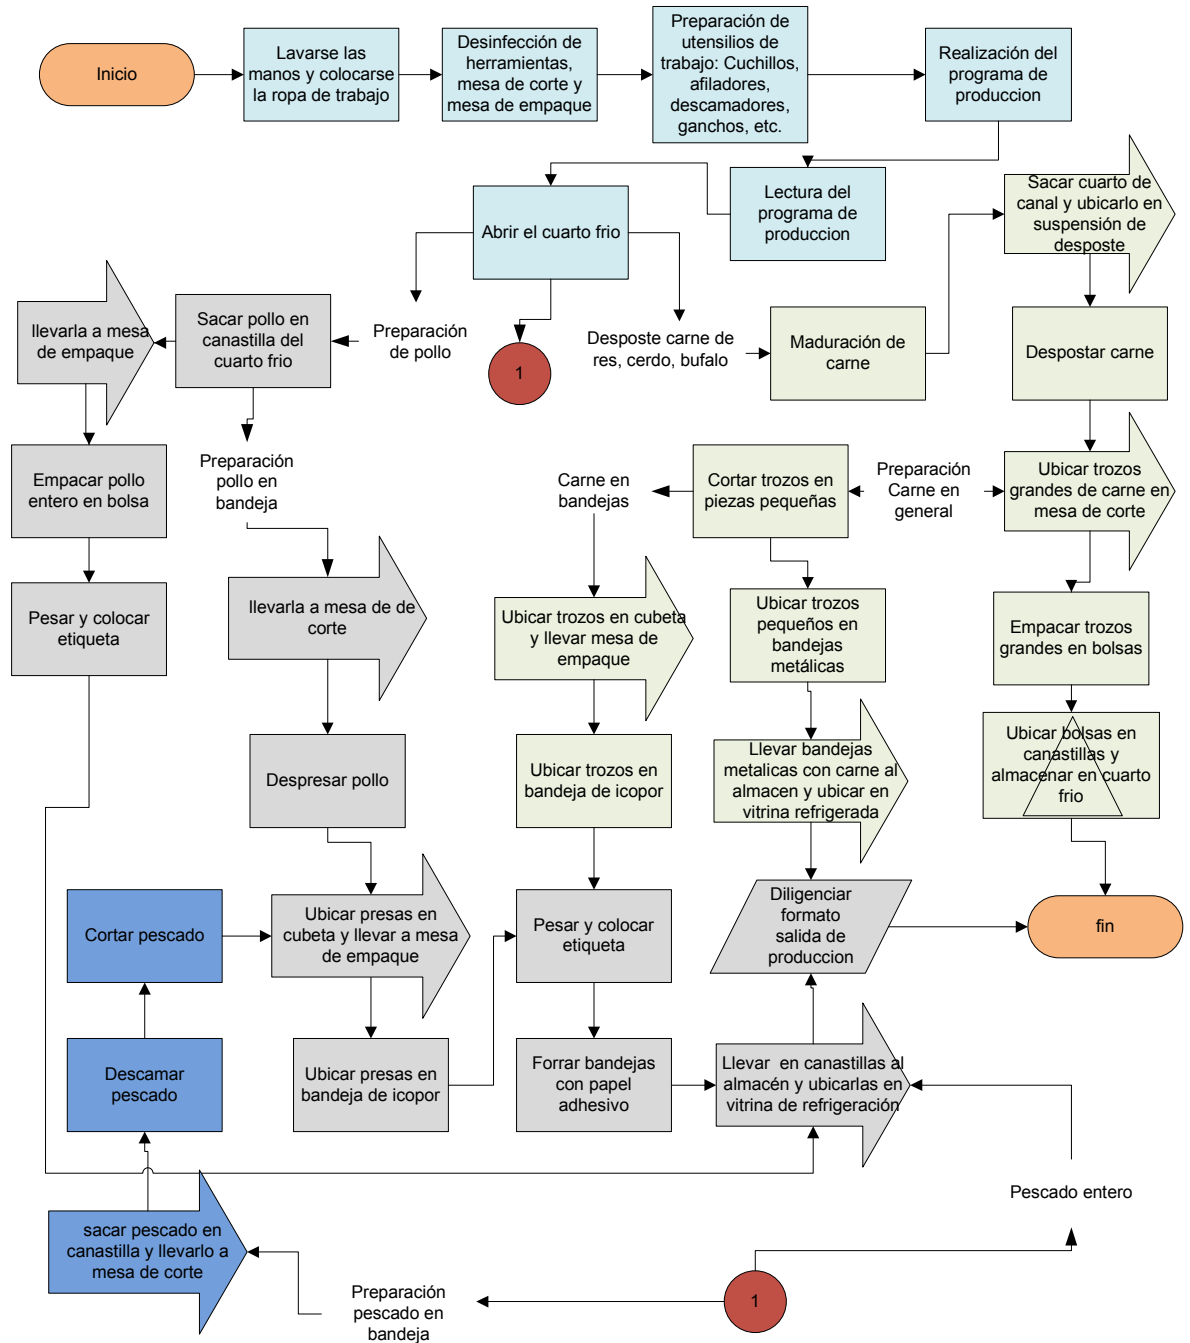 Inicio
Lavarse las
manos y colocarse
la ropa de trabajo
Desinfección de
herramientas,
mesa de corte y
mesa de empaque
Preparación de
utensilios de
trabajo: Cuchillos,
afiladores,
descamadores,
ganchos, etc.
Realización del
programa de
produccion
Lectura del
programa de
produccion
Abrir el cuarto frio
Sacar cuarto de
canal y ubicarlo en
suspensión de
desposte
llevarla a mesa
de empaque
Sacar pollo en
canastilla del
cuarto frio
Preparación
de pollo
1
Desposte carne de
res, cerdo, bufalo
Maduración de
carne
Despostar carne
Empacar pollo
entero en bolsa
Preparación
pollo en
bandeja
Carne en
bandejas
Cortar trozos en
piezas pequeñas
Preparación
Carne en
general
Ubicar trozos
grandes de carne en
mesa de corte
Pesar y colocar
etiqueta
llevarla a mesa de de
corte
Ubicar trozos en cubeta
y llevar mesa de
empaque
Ubicar trozos
pequeños en
bandejas
metálicas
Empacar trozos
grandes en bolsas
Despresar pollo
Ubicar trozos en
bandeja de icopor
Llevar bandejas
metalicas con carne al
almacen y ubicar en
vitrina refrigerada
Ubicar bolsas en
canastillas y
almacenar en cuarto
frio
Cortar pescado
Ubicar presas en
cubeta y llevar a mesa
de empaque
Pesar y colocar
etiqueta
Diligenciar
formato
salida de
produccion
fin
Descamar
pescado
Ubicar presas en
bandeja de icopor
Forrar bandejas
con papel
adhesivo
Llevar en canastillas al
almacén y ubicarlas en
vitrina de refrigeración
Pescado entero
sacar pescado en
canastilla y llevarlo a
mesa de corte
Preparación
pescado en
bandeja
1